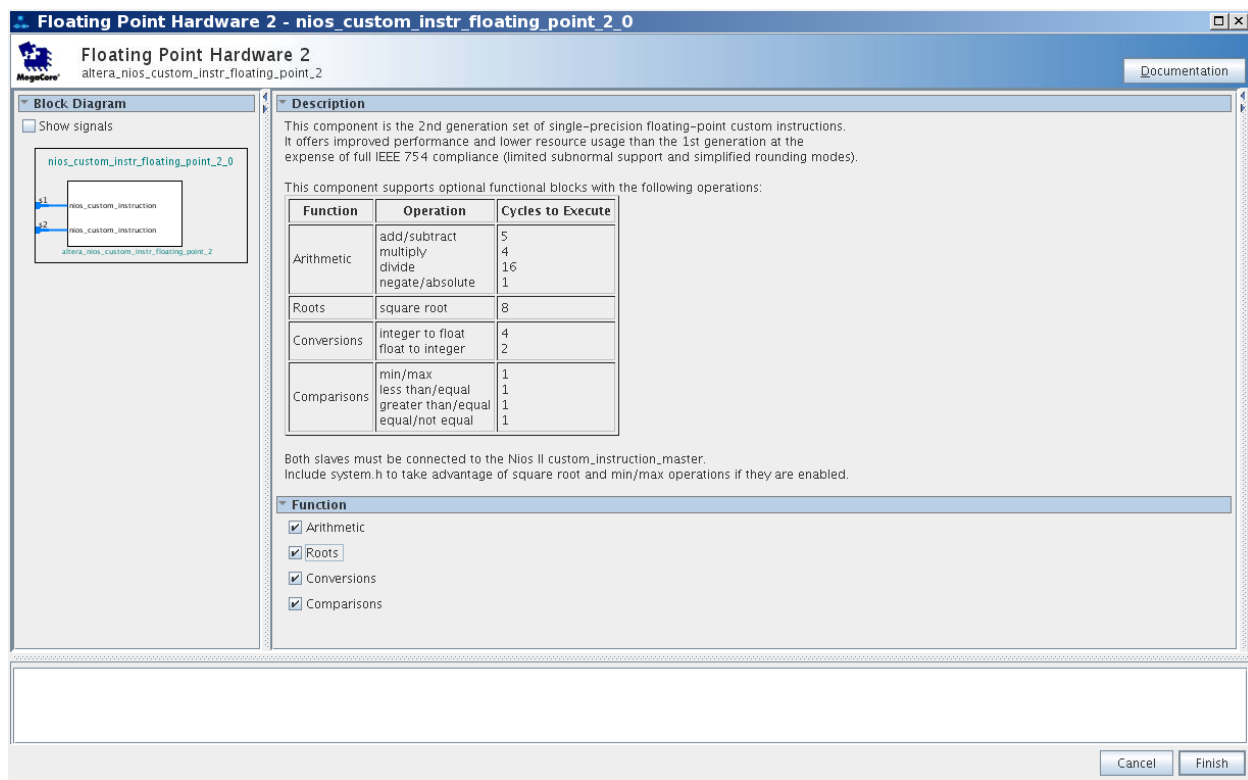 Floating Point Hardware 2 - nios_custom_instr_floating_point_2_0
Floating Point Hardware 2
altera_nios_custom_instr_floating_point_2
MegaCore'
Documentation
Block Diagram
Show signals
nios_custom_instr_floating_point_2_0
s1
nios_custom_instruction
s2
nios_custom_instruction
altera_nios_custom_instr_floating_point_2
Description
This component is the 2nd generation set of single-precision floating-point custom instructions.
It offers improved performance and lower resource usage than the 1st generation at the
expense of full IEEE 754 compliance (limited subnormal support and simplified rounding modes).
This component supports optional functional blocks with the following operations:
Function Operation Cycles to Execute
Arithmetic
add/subtract 5
multiply 4
divide 16
negate/absolute 1
Roots square root 8
Conversions
integer to float 4
float to integer 2
Comparisons
min/max 1
less than/equal 1
greater than/equal 1
equal/not equal 1
Both slaves must be connected to the Nios II custom_instruction_master.
Include system.h to take advantage of square root and min/max operations if they are enabled.
Function
Arithmetic
Roots
Conversions
Comparisons
Cancel Finish